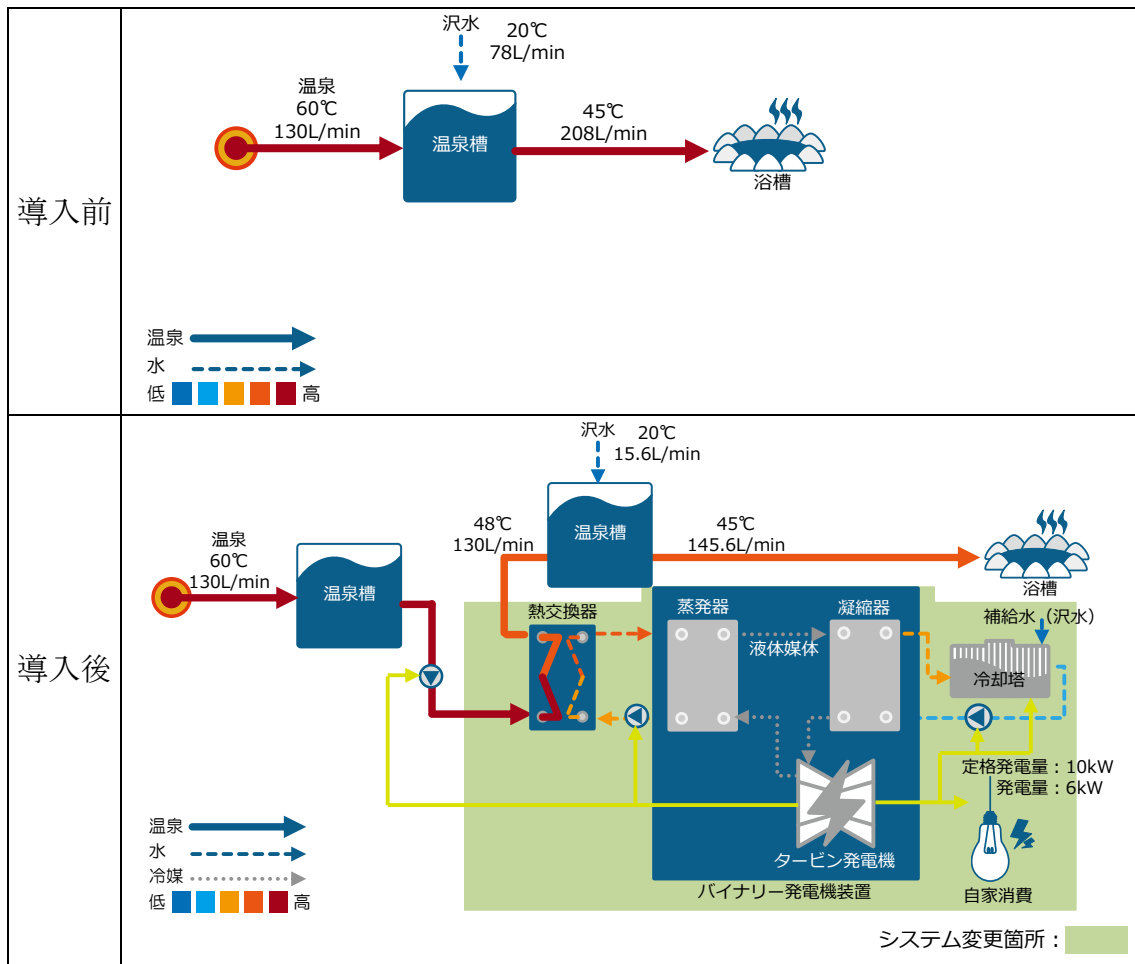 導入前
沢水 20℃
78L/min
温泉
60℃
130L/min
温泉槽
45℃
208L/min
浴槽
温泉
水
低 高
導入後
沢水 20℃
15.6L/min
温泉
60℃
130L/min
温泉槽
48℃
130L/min
温泉槽
45℃
145.6L/min
浴槽
熱交換器
蒸発器
液体媒体
凝縮器
補給水（沢水）
冷却塔
定格発電量：10kW
発電量：6kW
タービン発電機
バイナリー発電機装置
自家消費
温泉
水
冷媒
低 高
システム変更箇所：